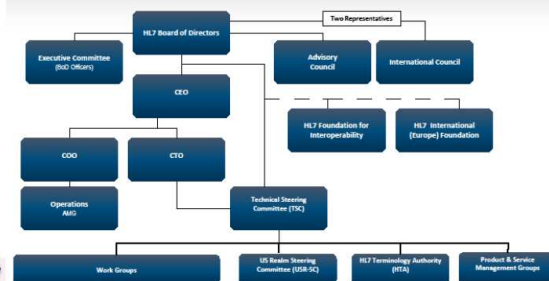 Two Representatives
HL7 Board of Directors
Executive Committee
(BoD Officers)
Advisory
Council
International Council
CEO
HL7 Foundation for
Interoperability
HL7 International
(Europe) Foundation
COO
CTO
Operations
AMG
Technical Steering
Committee (TSC)
Work Groups
US Realm Steering
Committee (USR-SC)
HL7 Terminology Authority
(HTA)
Product & Service
Management Groups